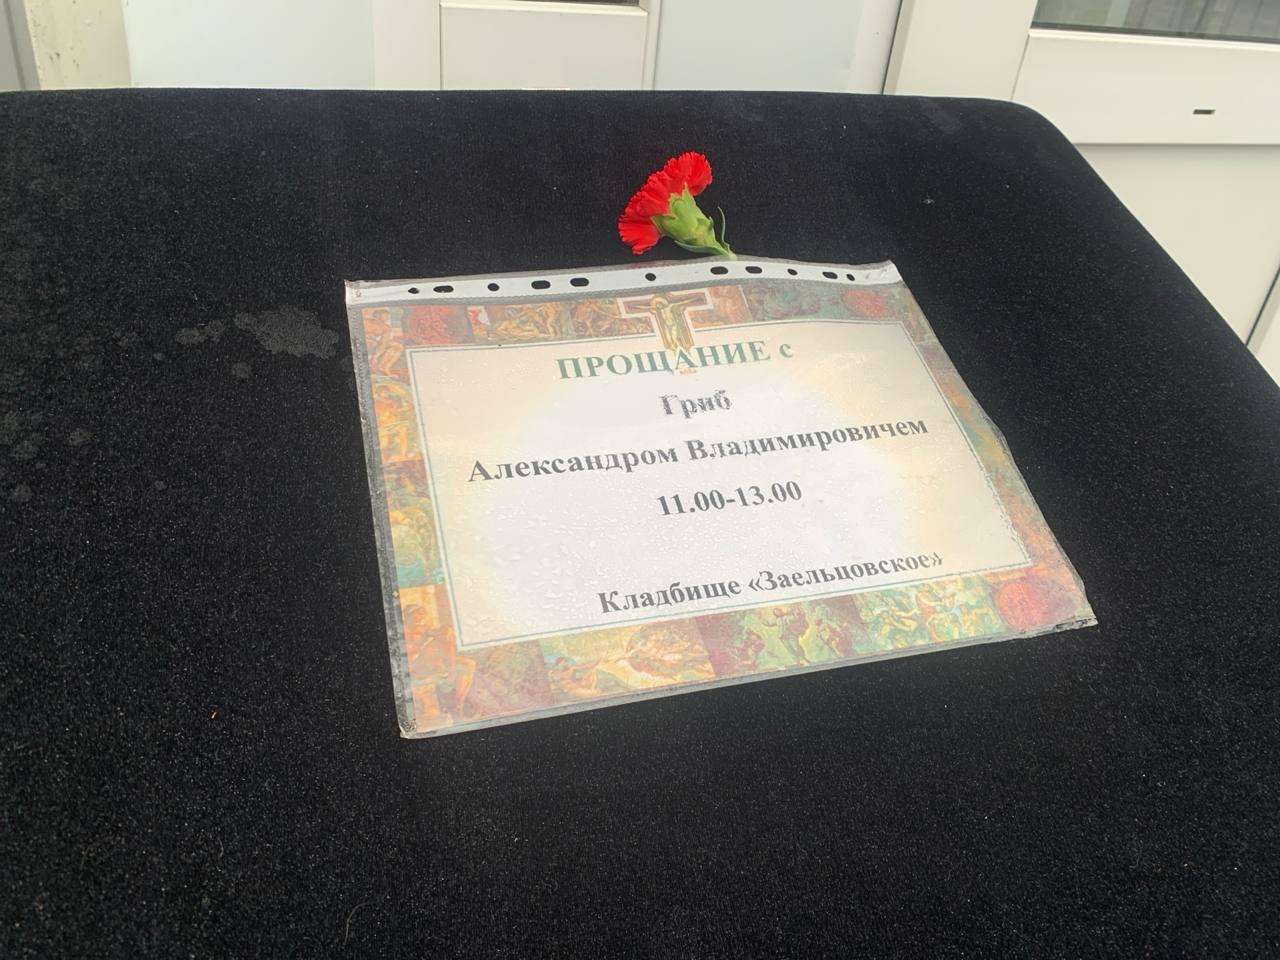 ПРОЩАНИЕ с
Гриб
Александром Владимировичем
11.00-13.00
Кладбище «Заельцовское»